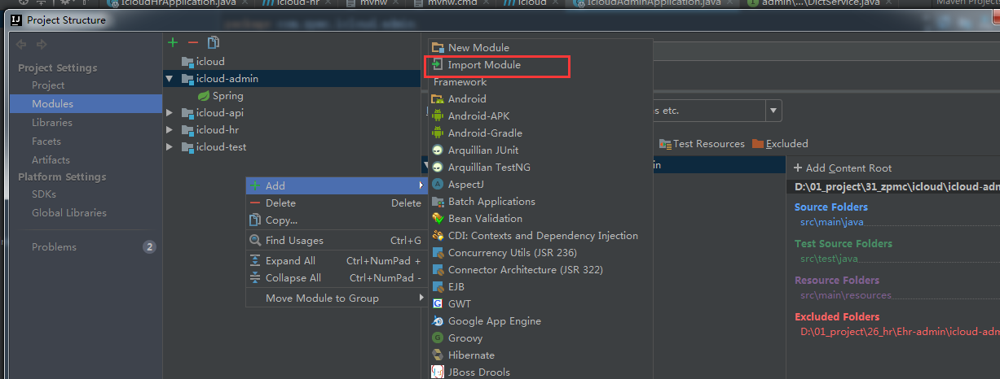 IcloudHrApplication.java
icloud-hr
mvnw
mvnw.cmd
icloud
IcloudAdminApplication.java
admin\...\DictService.java
Maven Projects
Project Structure
Project Settings
Project
Modules
Libraries
Facets
Artifacts
Platform Settings
SDKs
Global Libraries
Problems 2
icloud
icloud-admin
Spring
icloud-api
icloud-hr
icloud-test
Add
Delete Delete
Copy...
Find Usages Ctrl+G
Expand All Ctrl+NumPad +
Collapse All Ctrl+NumPad -
Move Module to Group
New Module
Import Module
Framework
Android
Android-APK
Android-Gradle
Arquillian JUnit
Arquillian TestNG
AspectJ
Batch Applications
Bean Validation
CDI: Contexts and Dependency Injection
Concurrency Utils (JSR 236)
Connector Architecture (JSR 322)
EJB
GWT
Google App Engine
Groovy
Hibernate
JBoss Drools
s etc.
Test Resources Excluded
in
+ Add Content Root
D:\01_project\31_zpmc\icloud\icloud-adm
Source Folders
src\main\java
Test Source Folders
src\test\java
Resource Folders
src\main\resources
Excluded Folders
D:\01_project\26_hr\Ehr-admin\icloud-adm